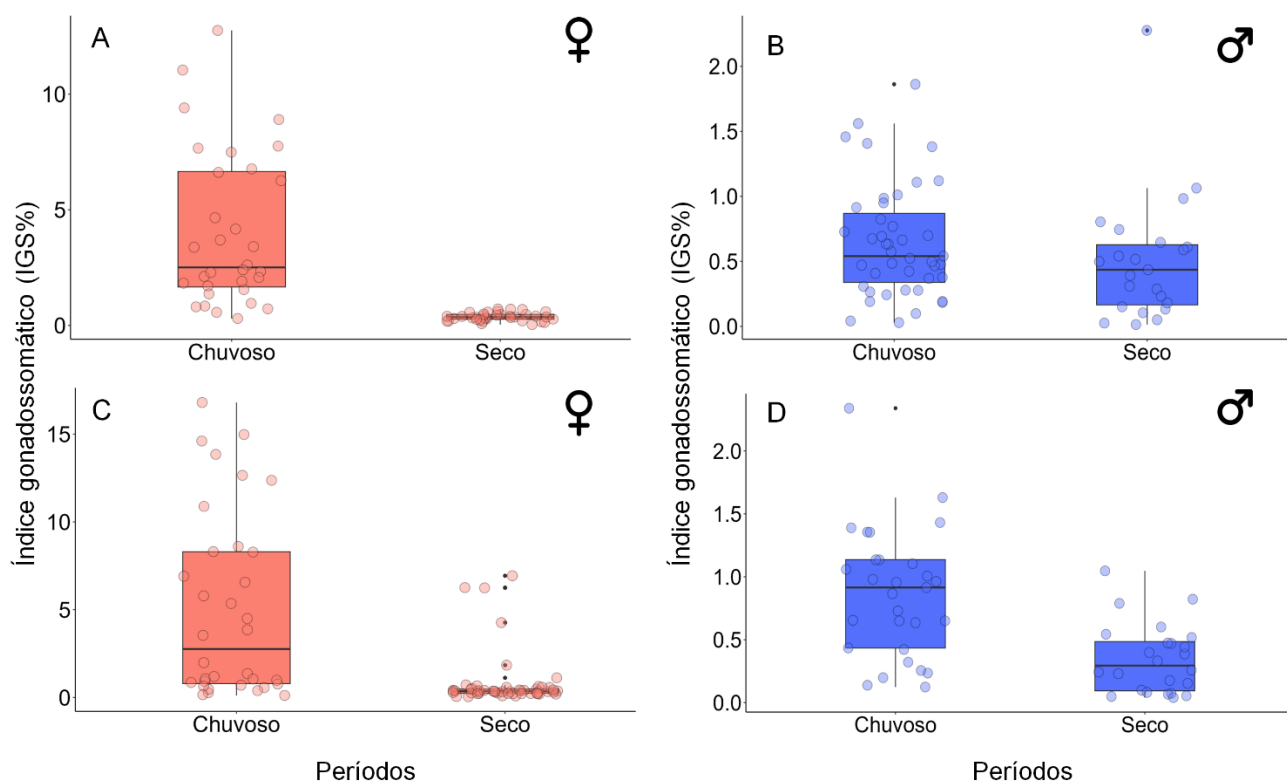 A
♀
Índice gonadossomático (IGS%)
10
5
0
Chuvoso
Seco
B
♂
Índice gonadossomático (IGS%)
2.0
1.5
1.0
0.5
0.0
Chuvoso
Seco
C
♀
15
10
5
0
Chuvoso
Seco
Períodos
D
♂
2.0
1.5
1.0
0.5
0.0
Chuvoso
Seco
Períodos